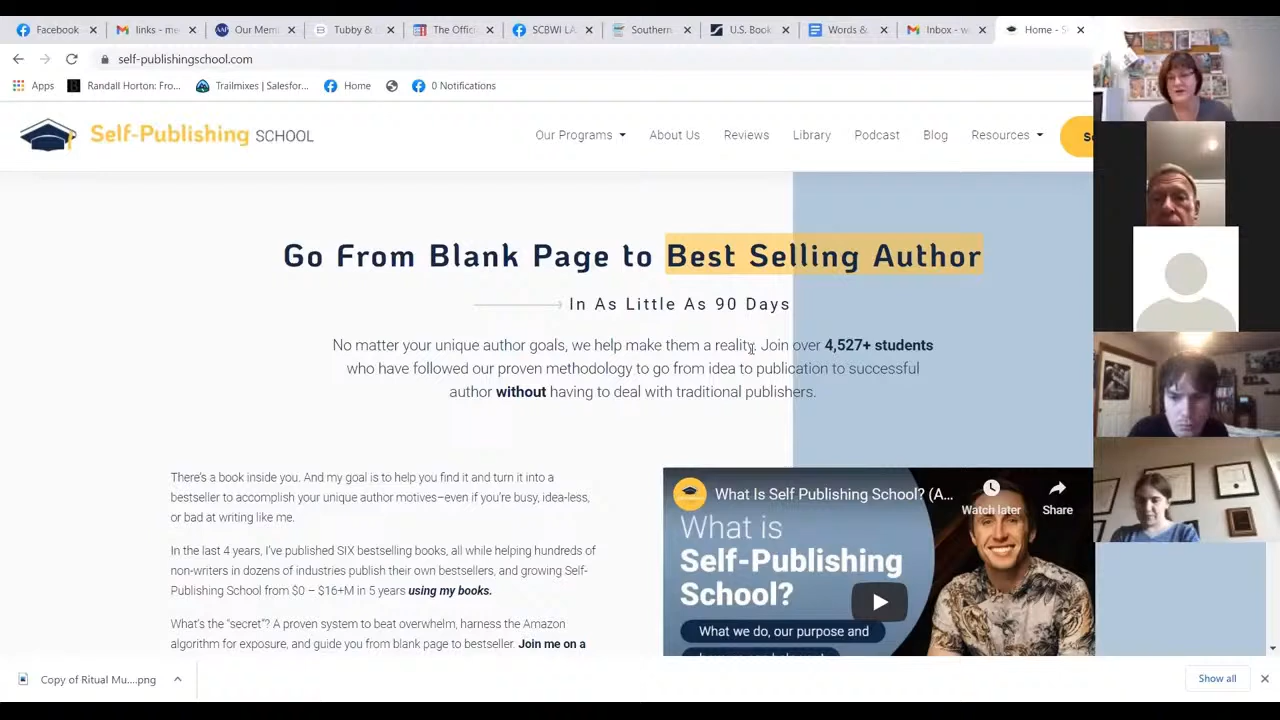 Facebook
links - me
Our Mem
Tubby &
The Offic
SCBWI LA
Southern
U.S. Book
Words &
Inbox - w
Home - S
self-publishingschool.com
Apps
Randall Horton: Fro...
Trailmixes | Salesfor...
Home
0 Notifications
Self-Publishing SCHOOL
Our Programs
About Us
Reviews
Library
Podcast
Blog
Resources
Go From Blank Page to Best Selling Author
In As Little As 90 Days
No matter your unique author goals, we help make them a reality. Join over 4,527+ students
who have followed our proven methodology to go from idea to publication to successful
author without having to deal with traditional publishers.
There's a book inside you. And my goal is to help you find it and turn it into a
bestseller to accomplish your unique author motives–even if you're busy, idea-less,
or bad at writing like me.
In the last 4 years, I've published SIX bestselling books, all while helping hundreds of
non-writers in dozens of industries publish their own bestsellers, and growing Self-
Publishing School from $0 – $16+M in 5 years using my books.
What's the "secret"? A proven system to beat overwhelm, harness the Amazon
algorithm for exposure, and guide you from blank page to bestseller. Join me on a
What Is Self Publishing School? (A...
Watch later
Share
What is
Self-Publishing
School?
What we do, our purpose and
Copy of Ritual Mu....png
Show all